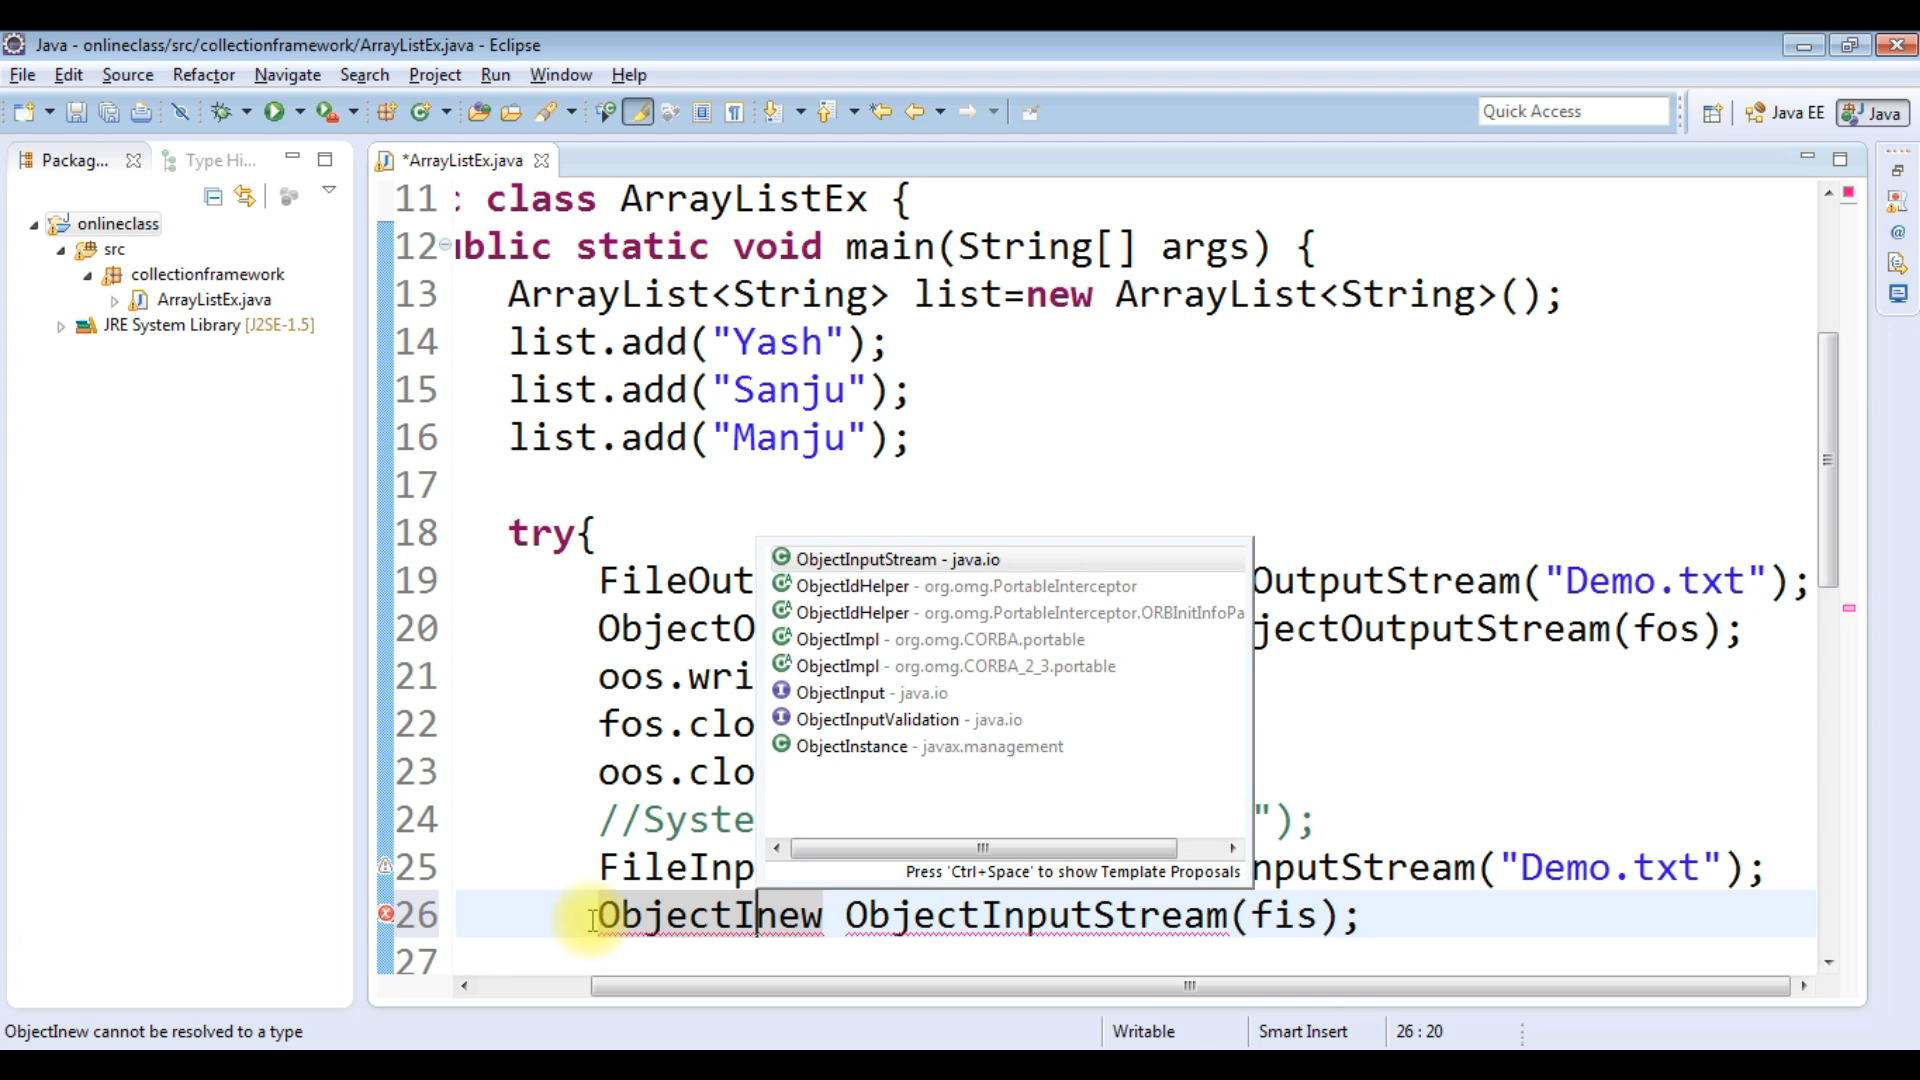 Java - onlineclass/src/collectionframework/ArrayListEx.java - Eclipse
File Edit Source Refactor Navigate Search Project Run Window Help
Quick Access
Java EE
Java
Packag...
Type Hi...
*ArrayListEx.java
onlineclass
src
collectionframework
ArrayListEx.java
JRE System Library [J2SE-1.5]
11 c class ArrayListEx {
12 ublic static void main(String[] args) {
13 ArrayList<String> list=new ArrayList<String>();
14 list.add("Yash");
15 list.add("Sanju");
16 list.add("Manju");
17
18 try{
19 FileOut OutputStream("Demo.txt");
20 ObjectO jectOutputStream(fos);
21 oos.wri
22 fos.clo
23 oos.clo
24 //Syste ");
25 FileInp nputStream("Demo.txt");
26 ObjectInew ObjectInputStream(fis);
27
ObjectInputStream - java.io
ObjectIdHelper - org.omg.PortableInterceptor
ObjectIdHelper - org.omg.PortableInterceptor.ORBInitInfoPa
ObjectImpl - org.omg.CORBA.portable
ObjectImpl - org.omg.CORBA_2_3.portable
ObjectInput - java.io
ObjectInputValidation - java.io
ObjectInstance - javax.management
Press 'Ctrl+Space' to show Template Proposals
ObjectInew cannot be resolved to a type
Writable
Smart Insert
26 : 20